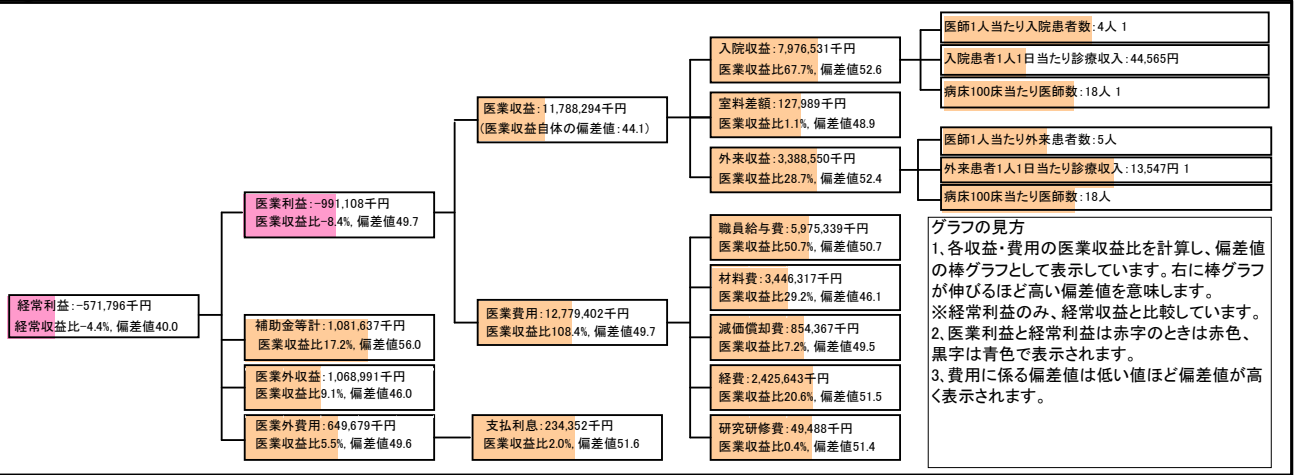 経常利益:-571,796千円
経常収益比-4.4%, 偏差値40.0
医業利益:-991,108千円
医業収益比-8.4%, 偏差値49.7
補助金等計:1,081,637千円
医業収益比17.2%, 偏差値56.0
医業外収益:1,068,991千円
医業収益比9.1%, 偏差値46.0
医業外費用:649,679千円
医業収益比5.5%, 偏差値49.6
支払利息:234,352千円
医業収益比2.0%, 偏差値51.6
医業収益:11,788,294千円
(医業収益自体の偏差値:44.1)
医業費用:12,779,402千円
医業収益比108.4%, 偏差値49.7
入院収益:7,976,531千円
医業収益比67.7%, 偏差値52.6
室料差額:127,989千円
医業収益比1.1%, 偏差値48.9
外来収益:3,388,550千円
医業収益比28.7%, 偏差値52.4
職員給与費:5,975,339千円
医業収益比50.7%, 偏差値50.7
材料費:3,446,317千円
医業収益比29.2%, 偏差値46.1
減価償却費:854,367千円
医業収益比7.2%, 偏差値49.5
経費:2,425,643千円
医業収益比20.6%, 偏差値51.5
研究研修費:49,488千円
医業収益比0.4%, 偏差値51.4
医師1人当たり入院患者数:4人 1
入院患者1人1日当たり診療収入:44,565円
病床100床当たり医師数:18人 1
医師1人当たり外来患者数:5人
外来患者1人1日当たり診療収入:13,547円 1
病床100床当たり医師数:18人
グラフの見方
1、各収益・費用の医業収益比を計算し、偏差値
の棒グラフとして表示しています。右に棒グラフ
が伸びるほど高い偏差値を意味します。
※経常利益のみ、経常収益と比較しています。
2、医業利益と経常利益は赤字のときは赤色、
黒字は青色で表示されます。
3、費用に係る偏差値は低い値ほど偏差値が高
く表示されます。